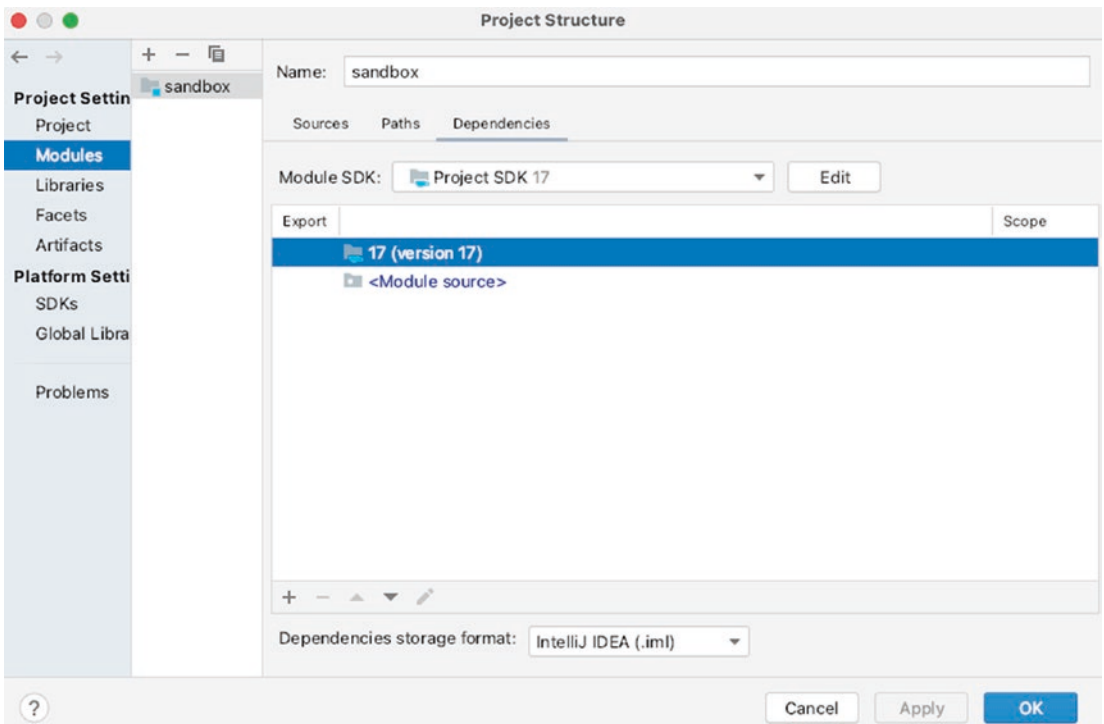 Project Structure
Project Settin
Project
Modules
Libraries
Facets
Artifacts
Platform Setti
SDKs
Global Libra
Problems
sandbox
Name: sandbox
Sources Paths Dependencies
Module SDK: Project SDK 17 Edit
Export Scope
17 (version 17)
<Module source>
Dependencies storage format: IntelliJ IDEA (.iml)
? Cancel Apply OK